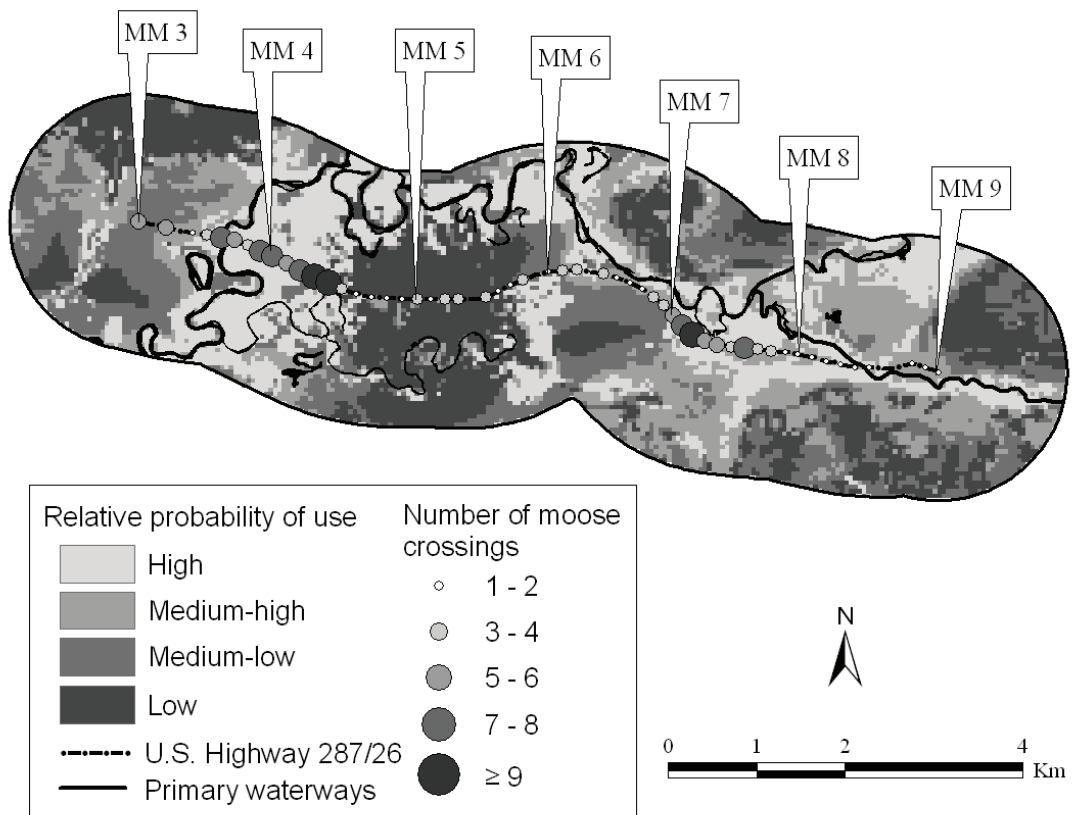 MM 3
MM 4
MM 5
MM 6
MM 7
MM 8
MM 9
Relative probability of use
High
Medium-high
Medium-low
Low
U.S. Highway 287/26
Primary waterways
Number of moose
crossings
1 - 2
3 - 4
5 - 6
7 - 8
≥ 9
N
0 1 2 4
Km